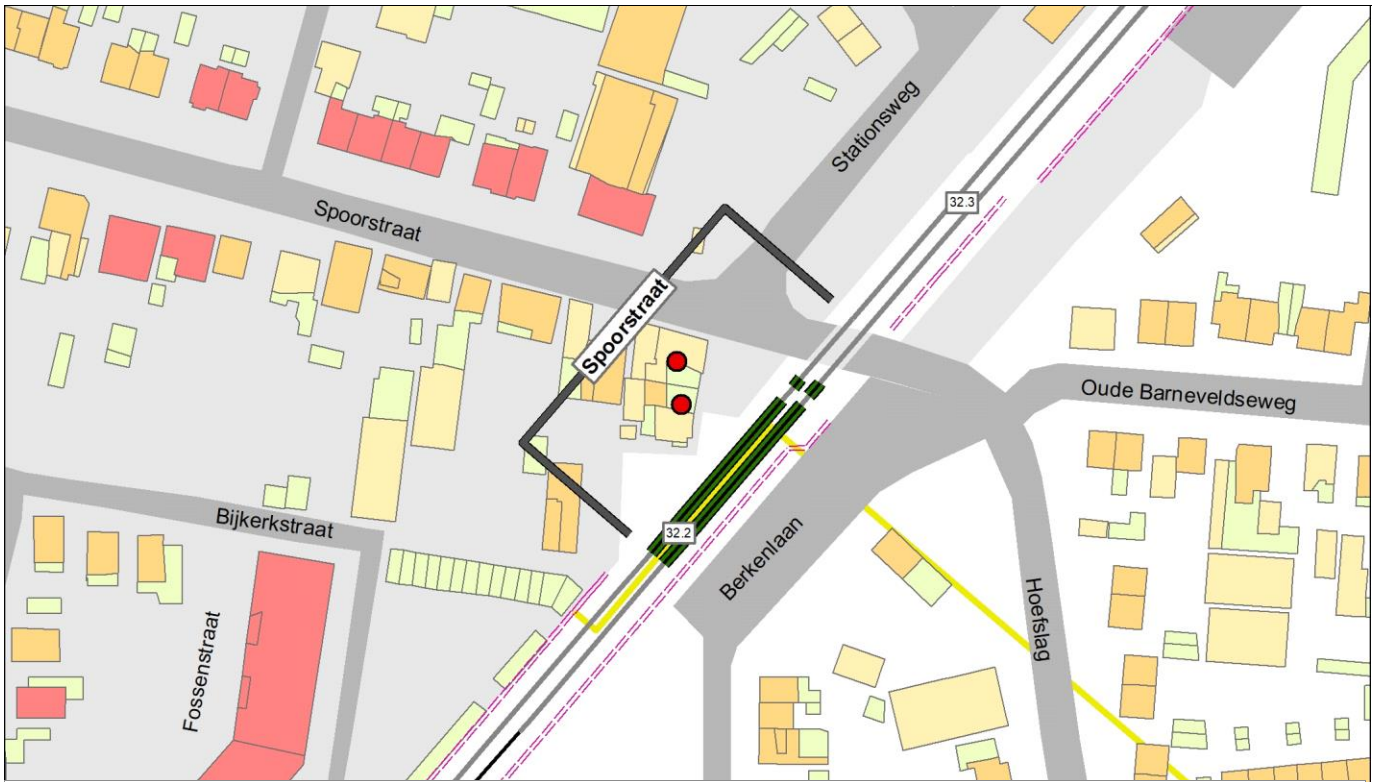 Stationsweg
32.3
Spoorstraat
Spoorstraat
Oude Barneveldseweg
Bijkerkstraat
32.2
Berkenlaan
Hoefslag
Fossenstraat